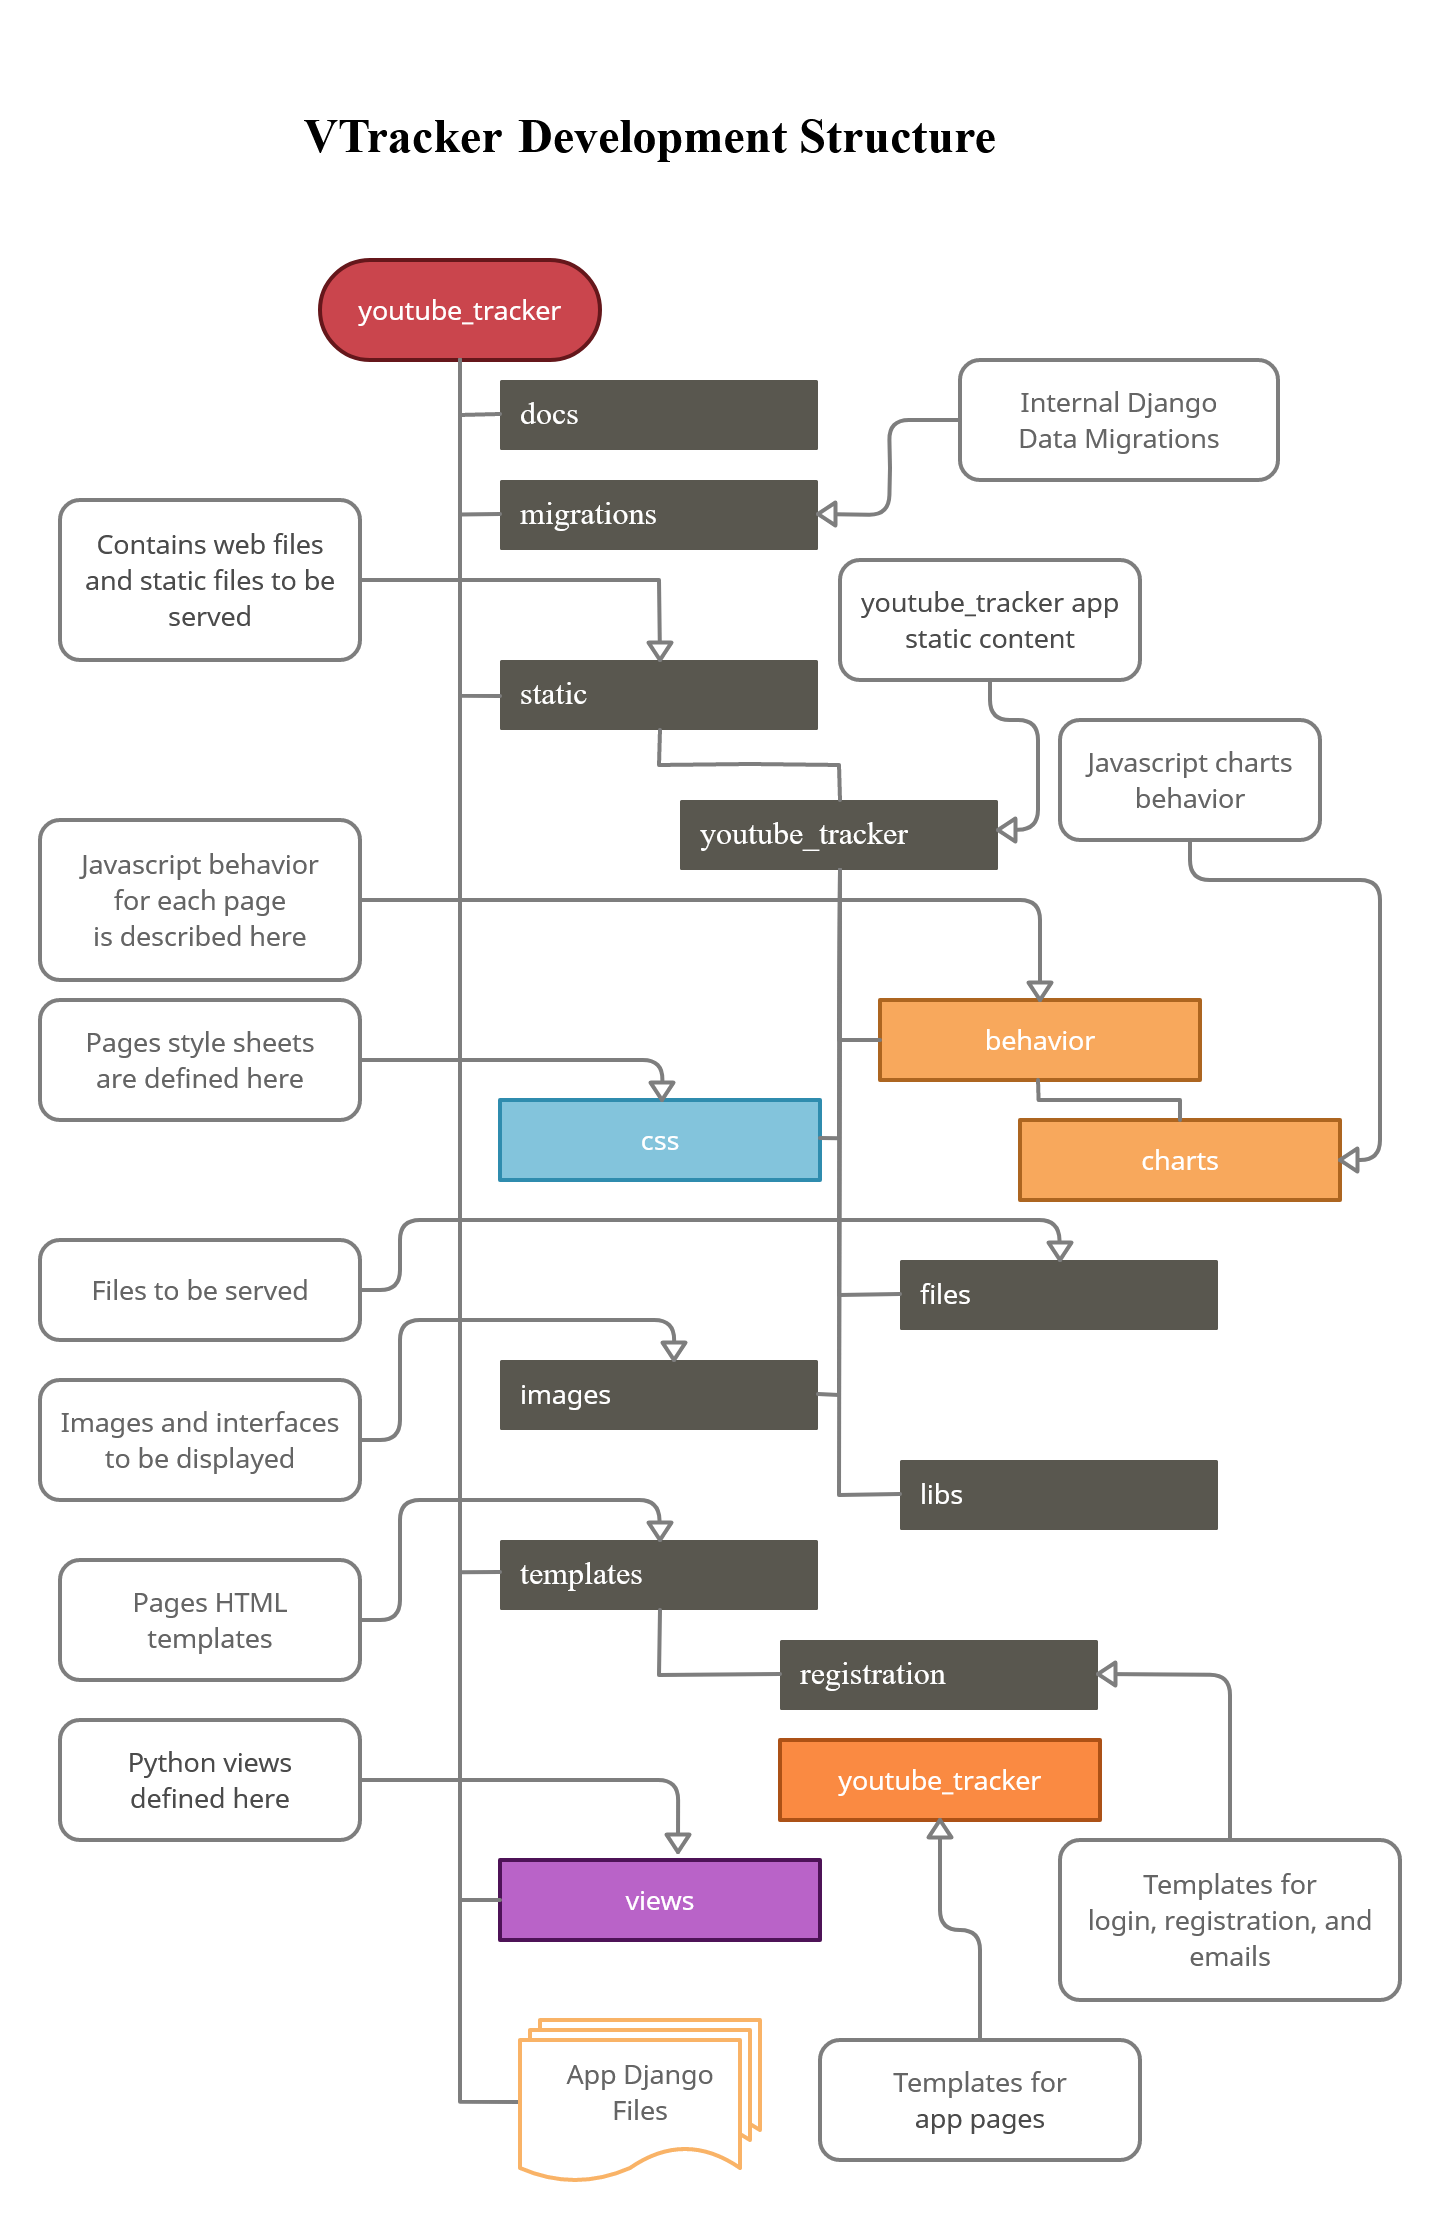 VTracker Development Structure
youtube_tracker
docs
Internal Django
Data Migrations
migrations
Contains web files
and static files to be
served
youtube_tracker app
static content
static
Javascript charts
behavior
youtube_tracker
Javascript behavior
for each page
is described here
behavior
Pages style sheets
are defined here
css
charts
Files to be served
files
images
Images and interfaces
to be displayed
libs
templates
Pages HTML
templates
registration
Python views
defined here
youtube_tracker
views
Templates for
login, registration, and
emails
App Django
Files
Templates for
app pages